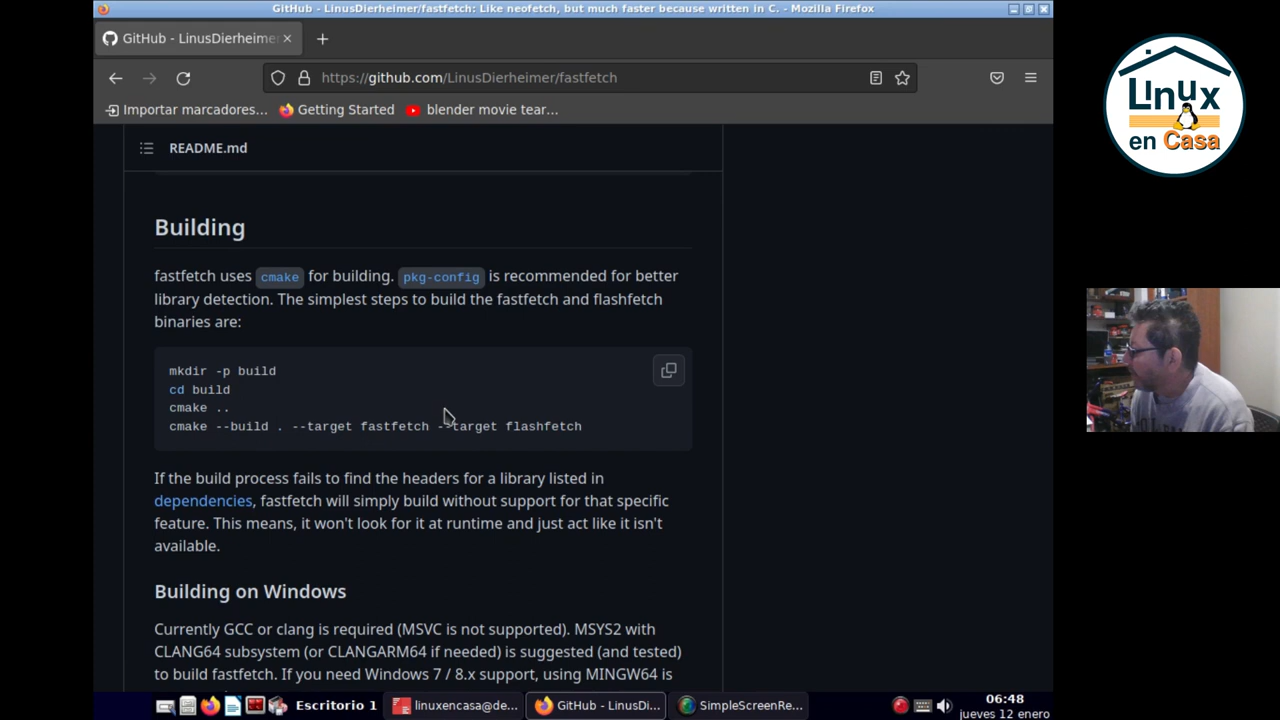 GitHub - LinusDierheimer/fastfetch: Like neofetch, but much faster because written in C. - Mozilla Firefox
GitHub - LinusDierheimer
https://github.com/LinusDierheimer/fastfetch
Importar marcadores... Getting Started blender movie tear...
README.md
Building
fastfetch uses cmake for building. pkg-config is recommended for better
library detection. The simplest steps to build the fastfetch and flashfetch
binaries are:
mkdir -p build
cd build
cmake ..
cmake --build . --target fastfetch --target flashfetch
If the build process fails to find the headers for a library listed in
dependencies, fastfetch will simply build without support for that specific
feature. This means, it won't look for it at runtime and just act like it isn't
available.
Building on Windows
Currently GCC or clang is required (MSVC is not supported). MSYS2 with
CLANG64 subsystem (or CLANGARM64 if needed) is suggested (and tested)
to build fastfetch. If you need Windows 7 / 8.x support, using MINGW64 is
Escritorio 1 linuxencasa@de... GitHub - LinusDi... SimpleScreenRe... 06:48
jueves 12 enero
Linux
en Casa